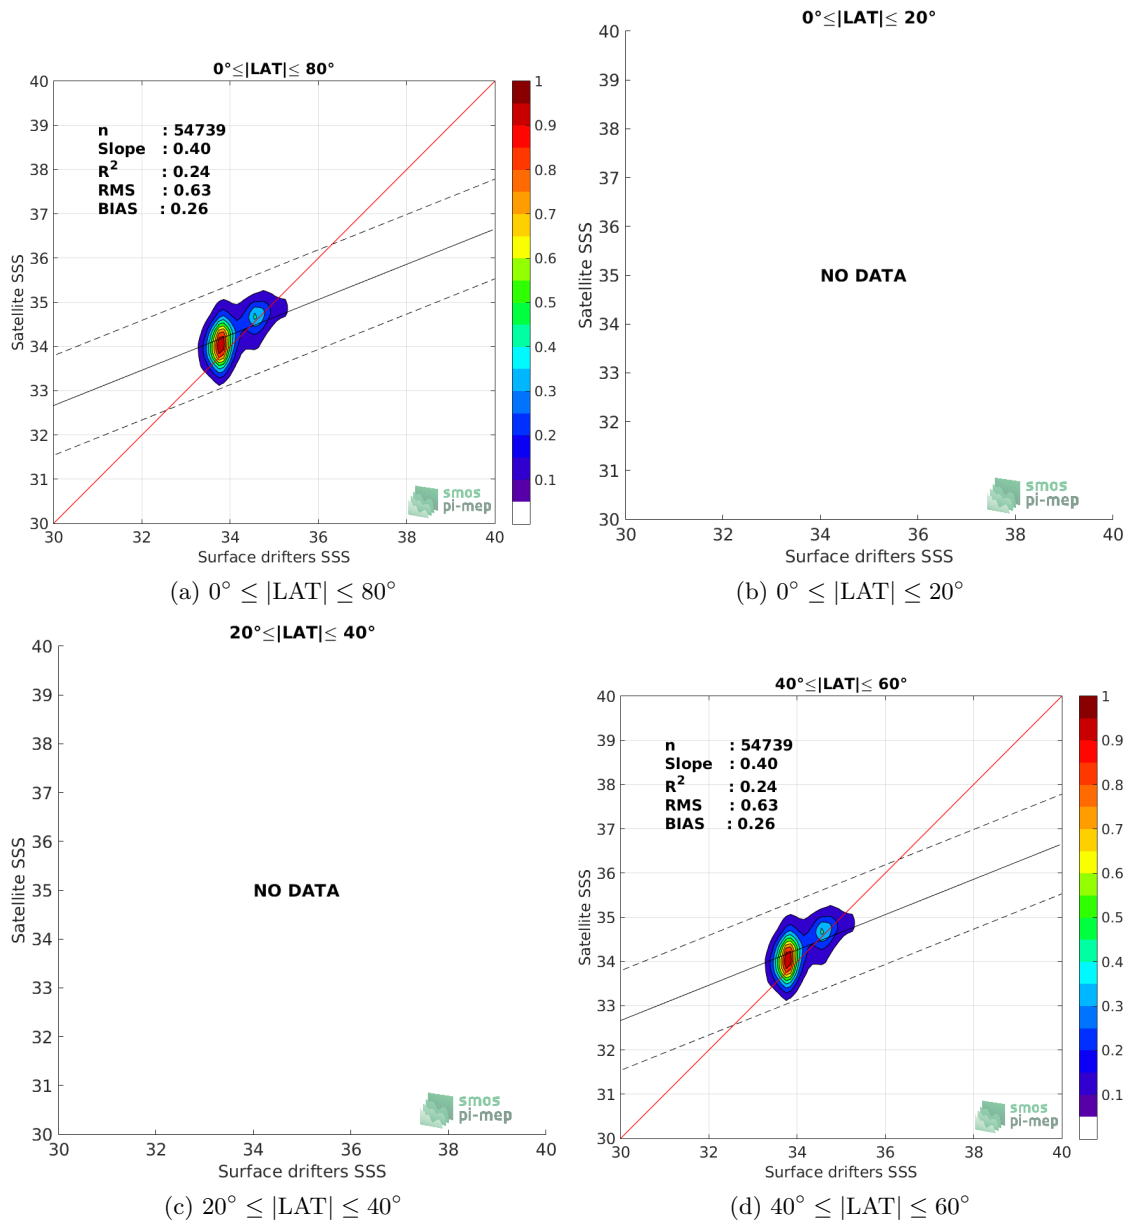 0°≤|LAT|≤ 80°
n : 54739
Slope : 0.40
R² : 0.24
RMS : 0.63
BIAS : 0.26
40
39
38
37
36
35
34
33
32
31
30
Satellite SSS
30 32 34 36 38 40
Surface drifters SSS
1
0.9
0.8
0.7
0.6
0.5
0.4
0.3
0.2
0.1
smos
pi-mep
(a) 0° ≤ |LAT| ≤ 80°
0°≤|LAT|≤ 20°
40
39
38
37
36
35
34
33
32
31
30
Satellite SSS
NO DATA
30 32 34 36 38 40
Surface drifters SSS
smos
pi-mep
(b) 0° ≤ |LAT| ≤ 20°
20°≤|LAT|≤ 40°
40
39
38
37
36
35
34
33
32
31
30
Satellite SSS
NO DATA
30 32 34 36 38 40
Surface drifters SSS
smos
pi-mep
(c) 20° ≤ |LAT| ≤ 40°
40°≤|LAT|≤ 60°
n : 54739
Slope : 0.40
R² : 0.24
RMS : 0.63
BIAS : 0.26
40
39
38
37
36
35
34
33
32
31
30
Satellite SSS
30 32 34 36 38 40
Surface drifters SSS
1
0.9
0.8
0.7
0.6
0.5
0.4
0.3
0.2
0.1
smos
pi-mep
(d) 40° ≤ |LAT| ≤ 60°